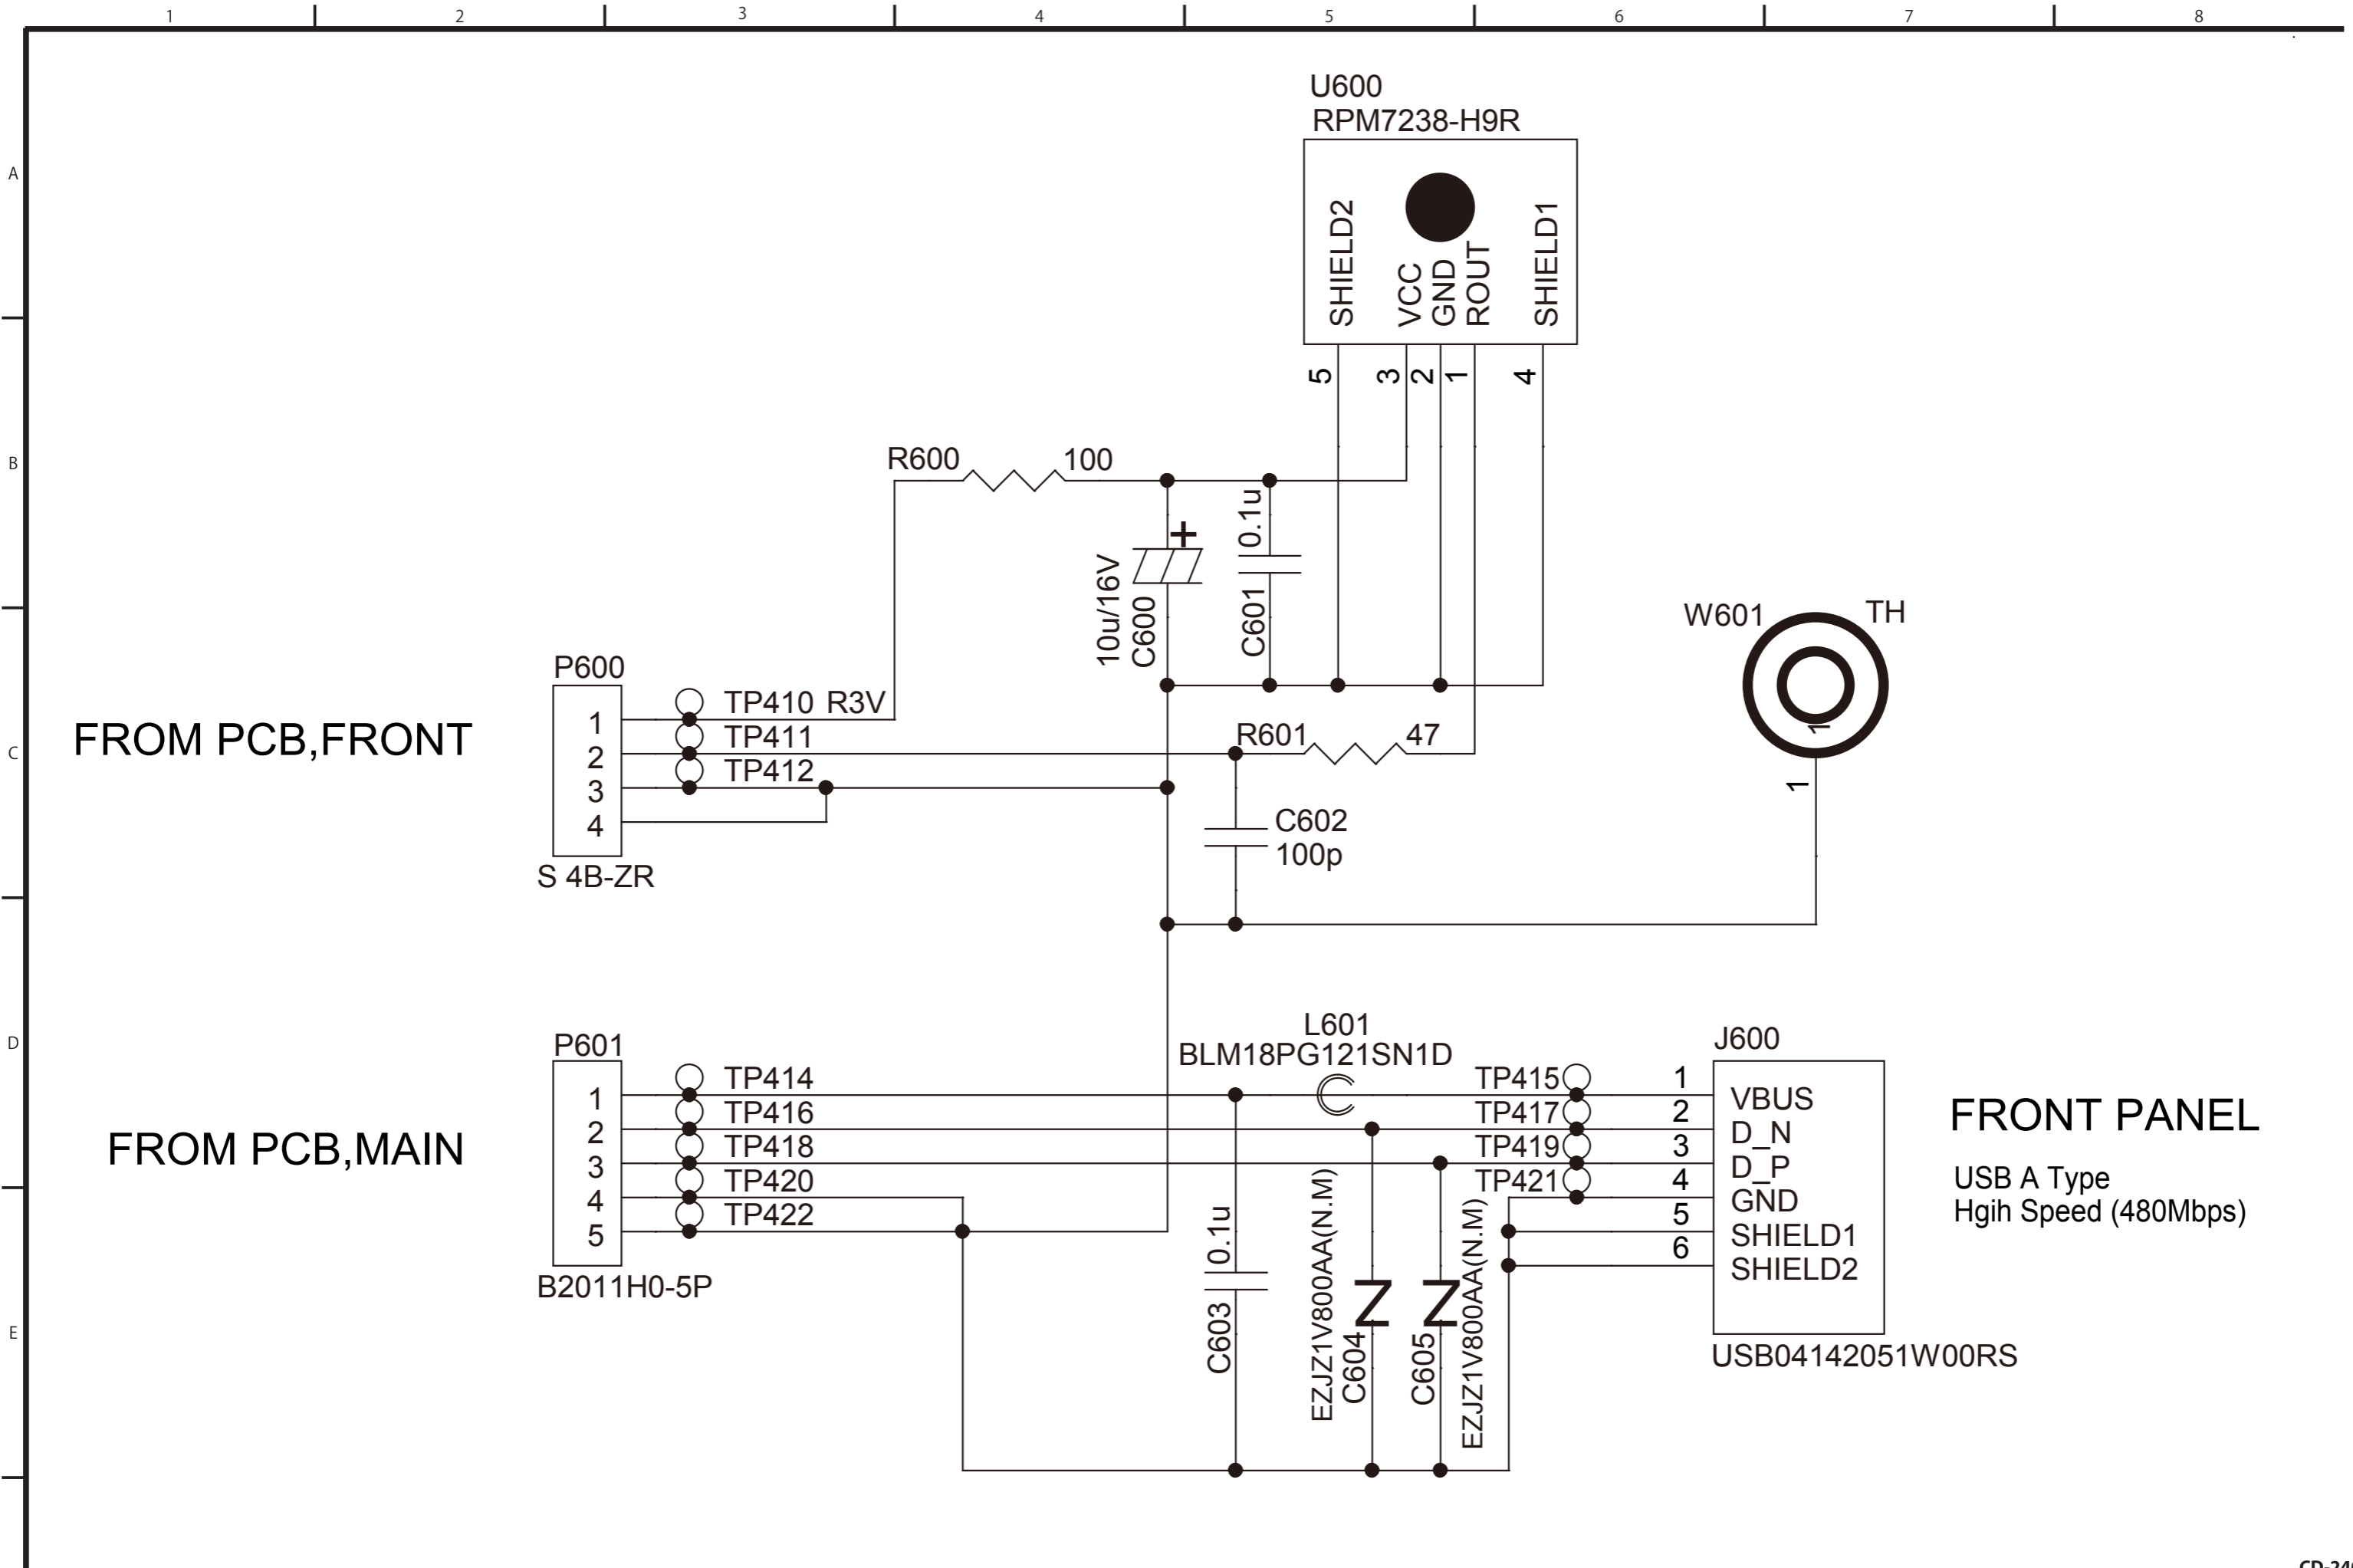 1 2 3 4 5 6 7 8
A
B
C
D
E
U600
RPM7238-H9R
SHIELD2
VCC
GND
ROUT
SHIELD1
5 3 2 1 4
R600 100
10u/16V
C600
+
0.1u
C601
W601 TH
1
1
P600
1 TP410 R3V
2 TP411
3 TP412
4
S 4B-ZR
FROM PCB,FRONT
R601 47
C602
100p
P601
1 TP414
2 TP416
3 TP418
4 TP420
5 TP422
B2011H0-5P
FROM PCB,MAIN
L601
BLM18PG121SN1D
TP415
TP417
TP419
TP421
0.1u
C603
EZJZ1V800AA(N.M)
C604
Z
C605
Z
EZJZ1V800AA(N.M)
J600
1 VBUS
2 D_N
3 D_P
4 GND
5 SHIELD1
6 SHIELD2
USB04142051W00RS
FRONT PANEL
USB A Type
Hgih Speed (480Mbps)